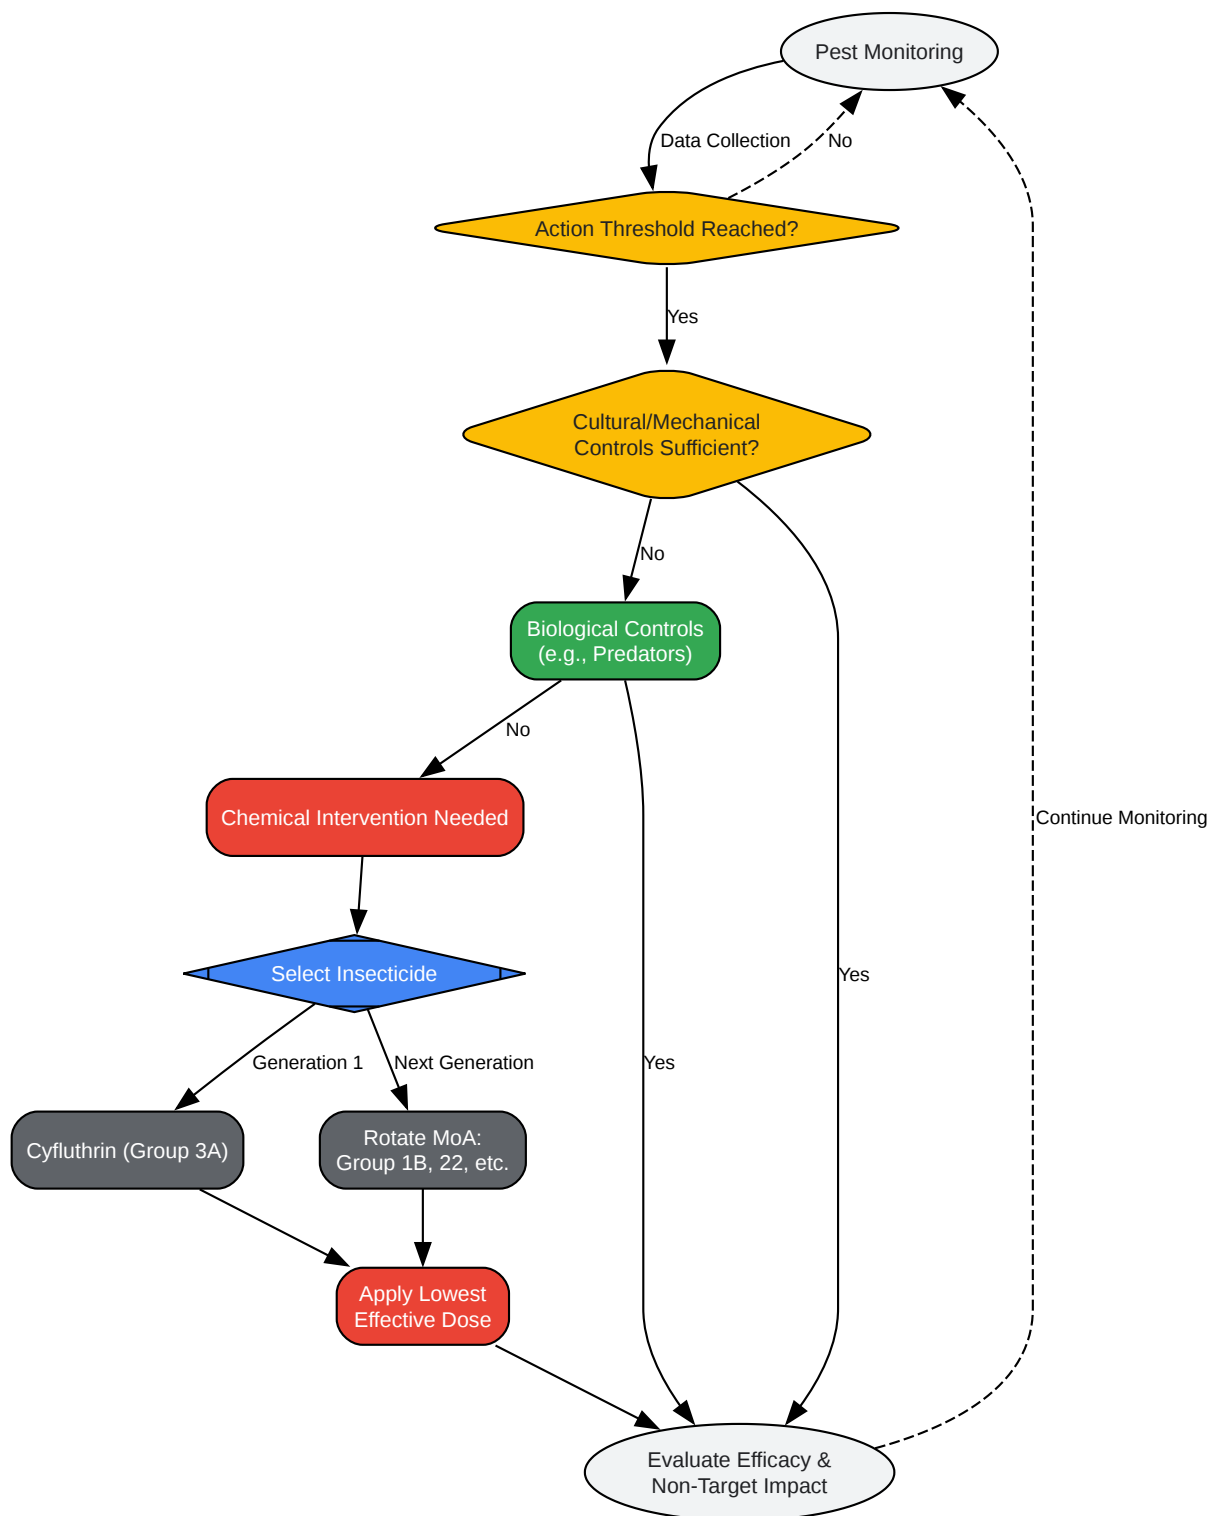 Pest Monitoring
Data Collection
No
Action Threshold Reached?
Yes
Cultural/Mechanical
Controls Sufficient?
No
Biological Controls
(e.g., Predators)
No
Chemical Intervention Needed
Continue Monitoring
Select Insecticide
Yes
Generation 1
Next Generation
Yes
Cyfluthrin (Group 3A)
Rotate MoA:
Group 1B, 22, etc.
Apply Lowest
Effective Dose
Evaluate Efficacy &
Non-Target Impact